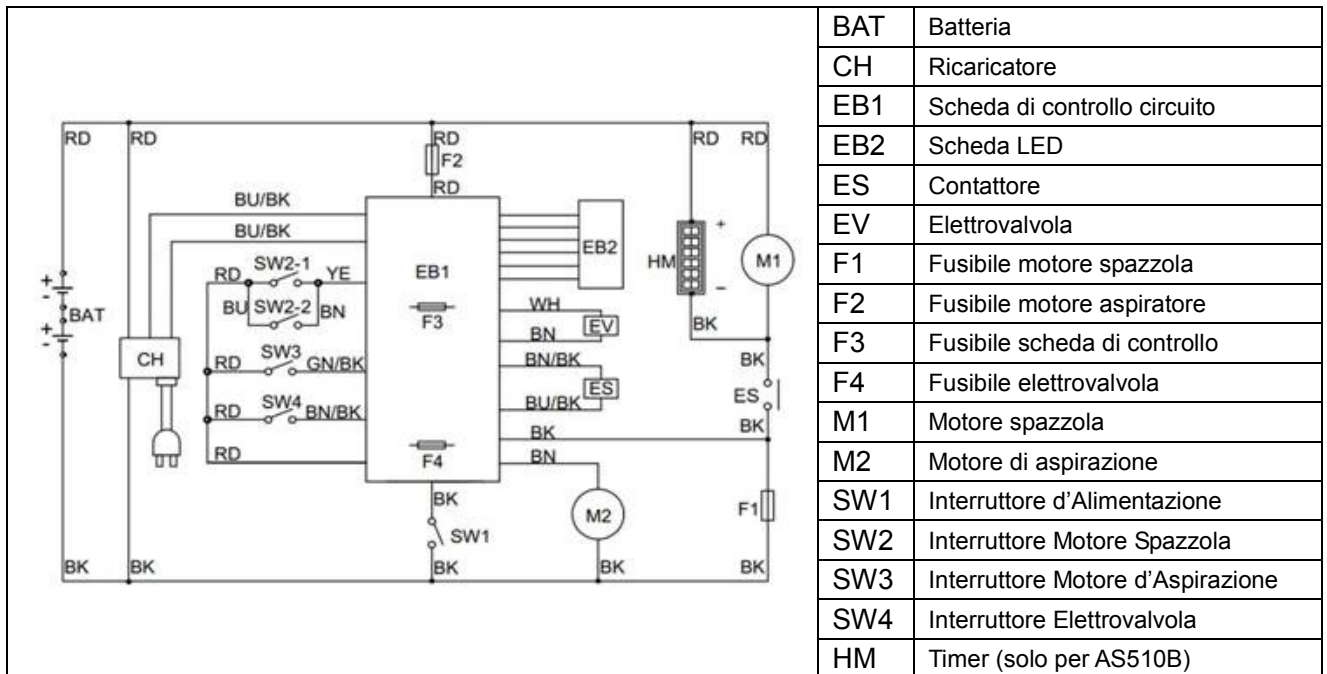 RD RD RD RD RD
F2
RD
BU/BK
BU/BK
SW2-1
RD YE
BU SW2-2 BN
EB1
EB2
HM
+
−
M1
+
-
BAT
+
-
F3
WH
EV
BN
BK
CH
SW3
RD GN/BK
BN/BK
ES
BK
ES
SW4
RD BN/BK
BU/BK
BK
BK
RD
F4
BN
BK
M2
F1
SW1
BK BK BK BK BK
BAT Batteria
CH Ricaricatore
EB1 Scheda di controllo circuito
EB2 Scheda LED
ES Contattore
EV Elettrovalvola
F1 Fusibile motore spazzola
F2 Fusibile motore aspiratore
F3 Fusibile scheda di controllo
F4 Fusibile elettrovalvola
M1 Motore spazzola
M2 Motore di aspirazione
SW1 Interruttore d’Alimentazione
SW2 Interruttore Motore Spazzola
SW3 Interruttore Motore d’Aspirazione
SW4 Interruttore Elettrovalvola
HM Timer (solo per AS510B)